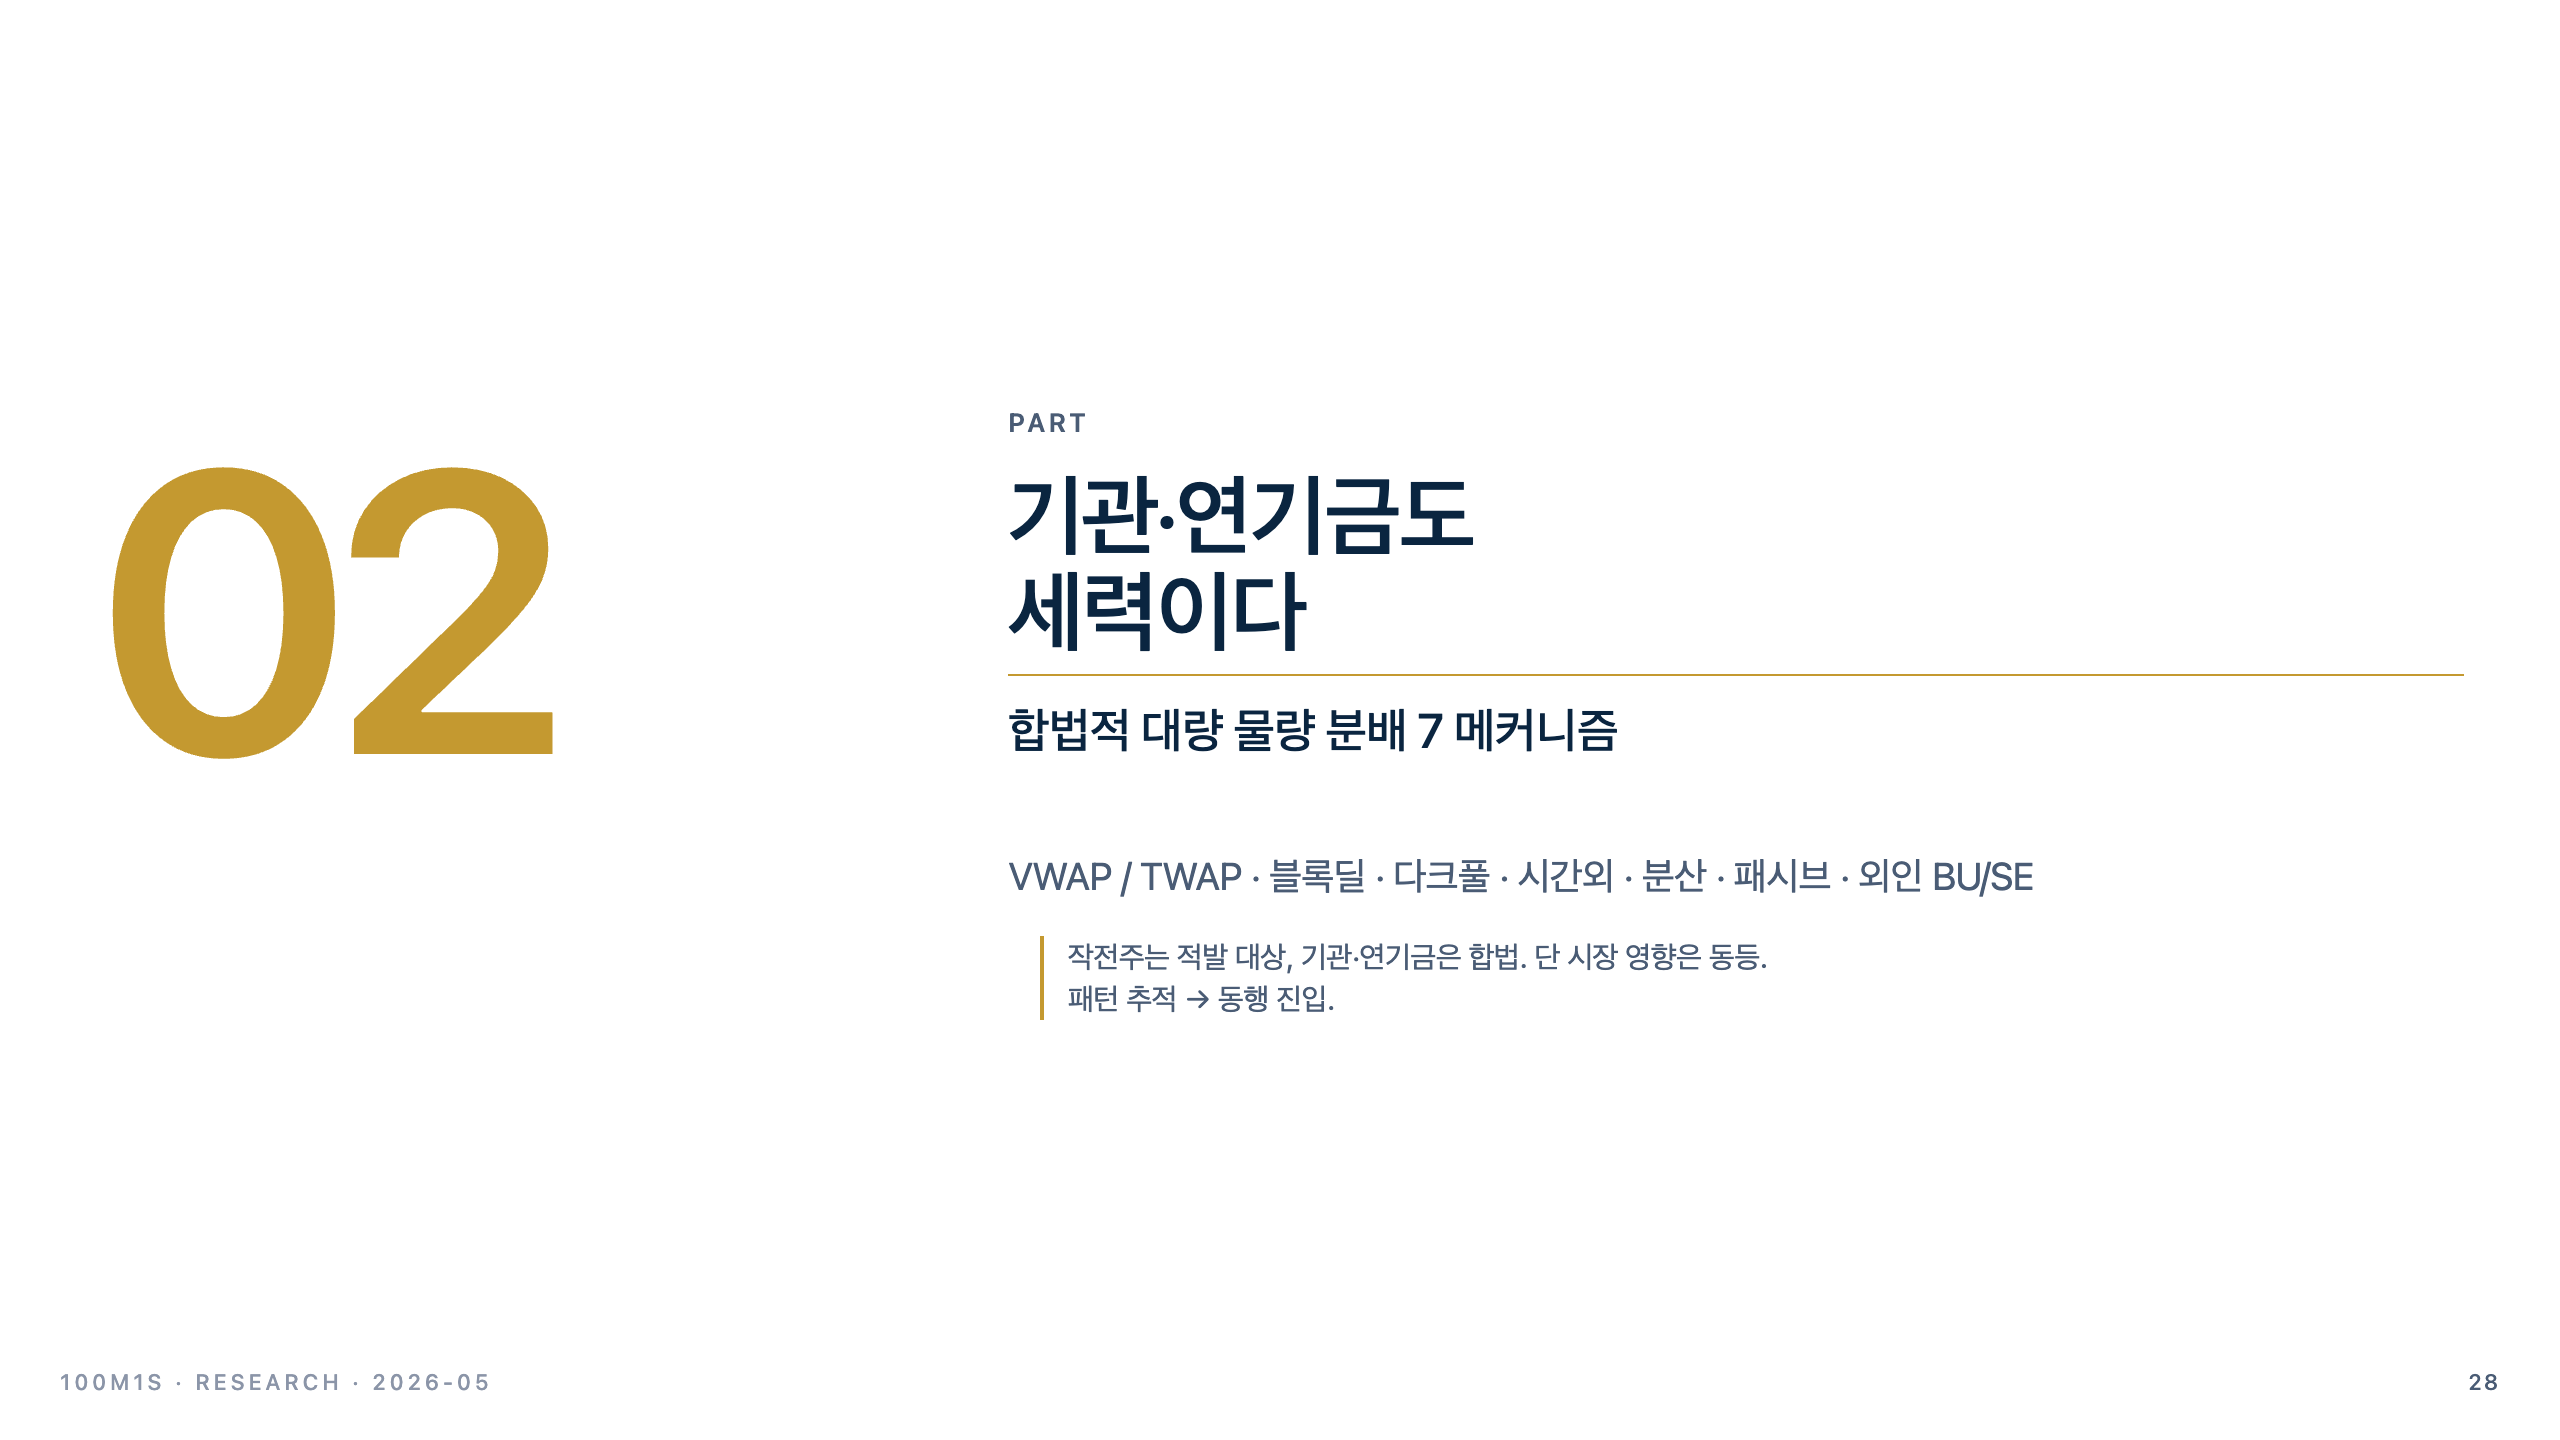 02
PART
기관·연기금도
세력이다
합법적 대량 물량 분배 7 메커니즘
VWAP / TWAP · 블록딜 · 다크풀 · 시간외 · 분산 · 패시브 · 외인 BU/SE
작전주는 적발 대상, 기관·연기금은 합법. 단 시장 영향은 동등.
패턴 추적 → 동행 진입.
100M1S · RESEARCH · 2026-05
28